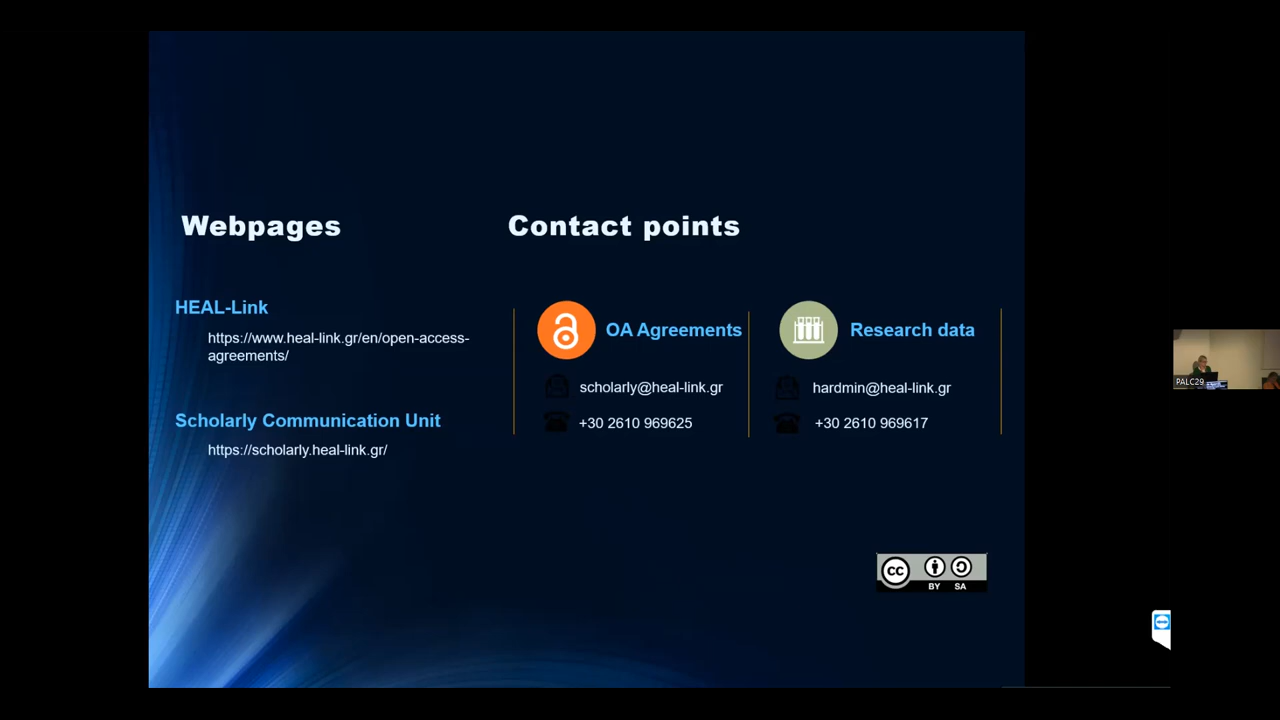 Webpages
HEAL-Link
https://www.heal-link.gr/en/open-access-
agreements/
Scholarly Communication Unit
https://scholarly.heal-link.gr/
Contact points
OA Agreements
scholarly@heal-link.gr
+30 2610 969625
Research data
hardmin@heal-link.gr
+30 2610 969617
cc
BY SA
PALC29